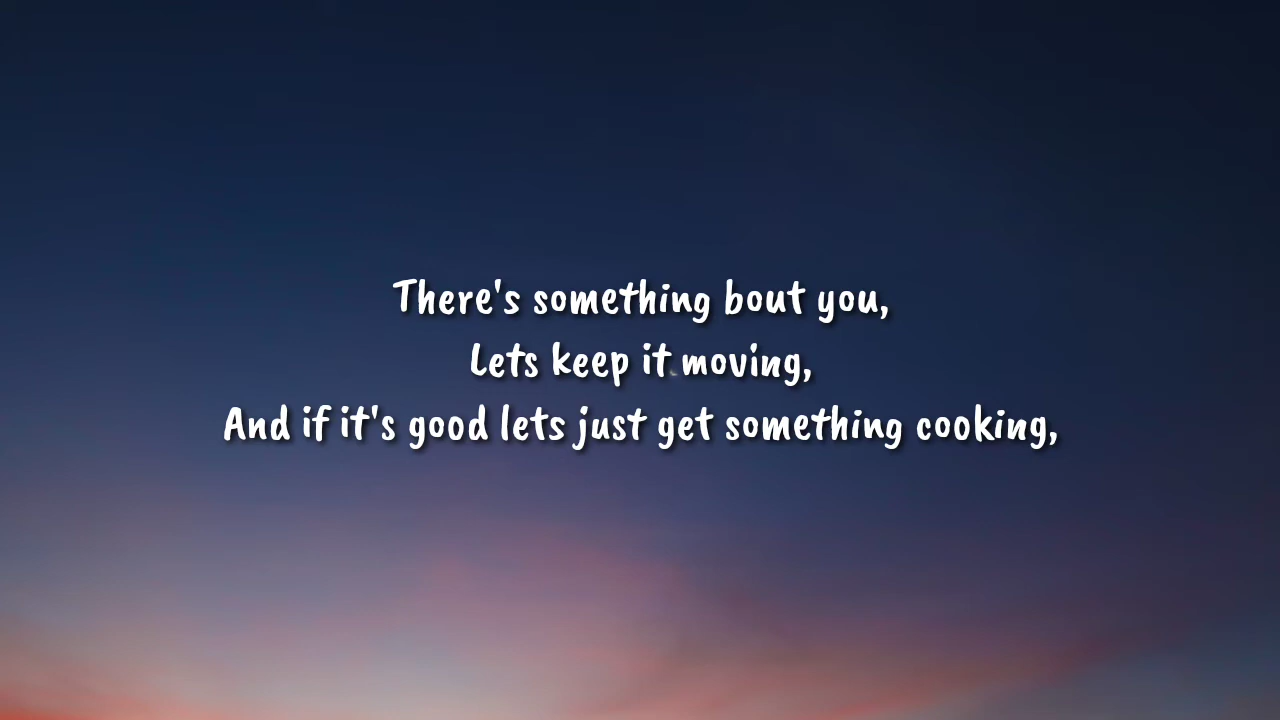 There's something bout you,
Lets keep it moving,
And if it's good lets just get something cooking,